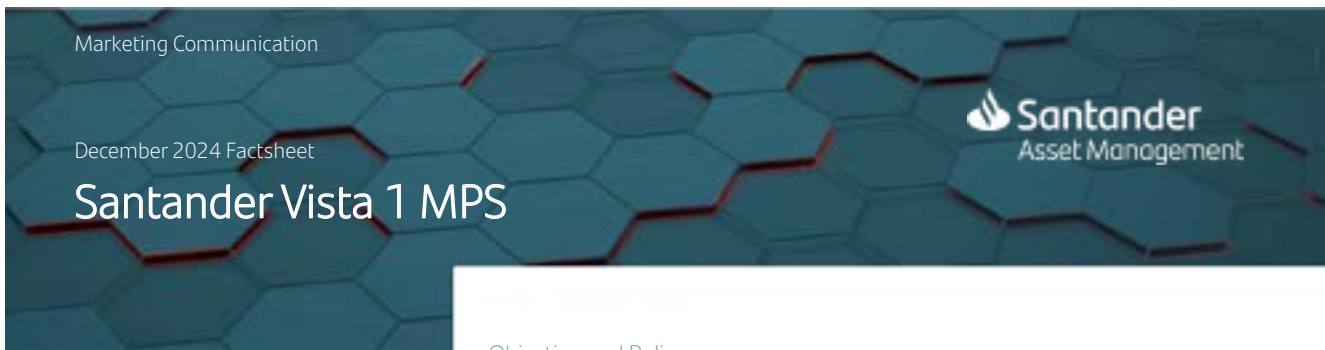 Marketing Communication
December 2024 Factsheet
Santander Vista 1 MPS
Santander
Asset Management